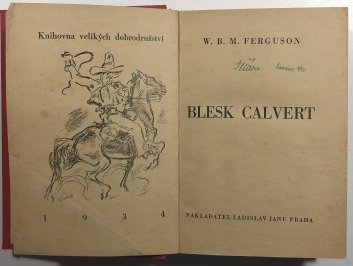 Knihovna velikých dobrodružství
1 9 3 4
W. B. M. FERGUSON
BLESK CALVERT
NAKLADATEL LADISLAV JANŮ PRAHA